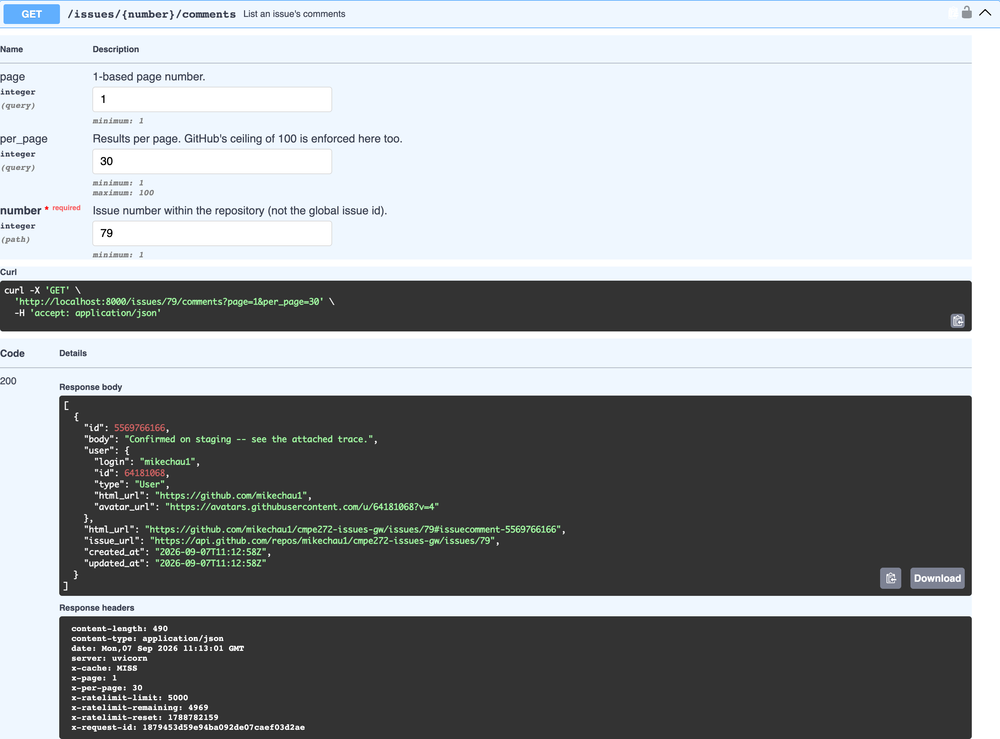 GET /issues/{number}/comments List an issue's comments
Name Description
page 1-based page number.
integer
(query)
1
minimum: 1
per_page Results per page. GitHub's ceiling of 100 is enforced here too.
integer
(query)
30
minimum: 1
maximum: 100
number * required Issue number within the repository (not the global issue id).
integer
(path)
79
minimum: 1
Curl
curl -X 'GET' \
  'http://localhost:8000/issues/79/comments?page=1&per_page=30' \
  -H 'accept: application/json'
Code Details
200
Response body
[
  {
    "id": 5569766166,
    "body": "Confirmed on staging -- see the attached trace.",
    "user": {
      "login": "mikechau1",
      "id": 64181068,
      "type": "User",
      "html_url": "https://github.com/mikechau1",
      "avatar_url": "https://avatars.githubusercontent.com/u/64181068?v=4"
    },
    "html_url": "https://github.com/mikechau1/cmpe272-issues-gw/issues/79#issuecomment-5569766166",
    "issue_url": "https://api.github.com/repos/mikechau1/cmpe272-issues-gw/issues/79",
    "created_at": "2026-09-07T11:12:58Z",
    "updated_at": "2026-09-07T11:12:58Z"
  }
]
Download
Response headers
content-length: 490
content-type: application/json
date: Mon,07 Sep 2026 11:13:01 GMT
server: uvicorn
x-cache: MISS
x-page: 1
x-per-page: 30
x-ratelimit-limit: 5000
x-ratelimit-remaining: 4969
x-ratelimit-reset: 1788782159
x-request-id: 1879453d59e94ba092de07caef03d2ae